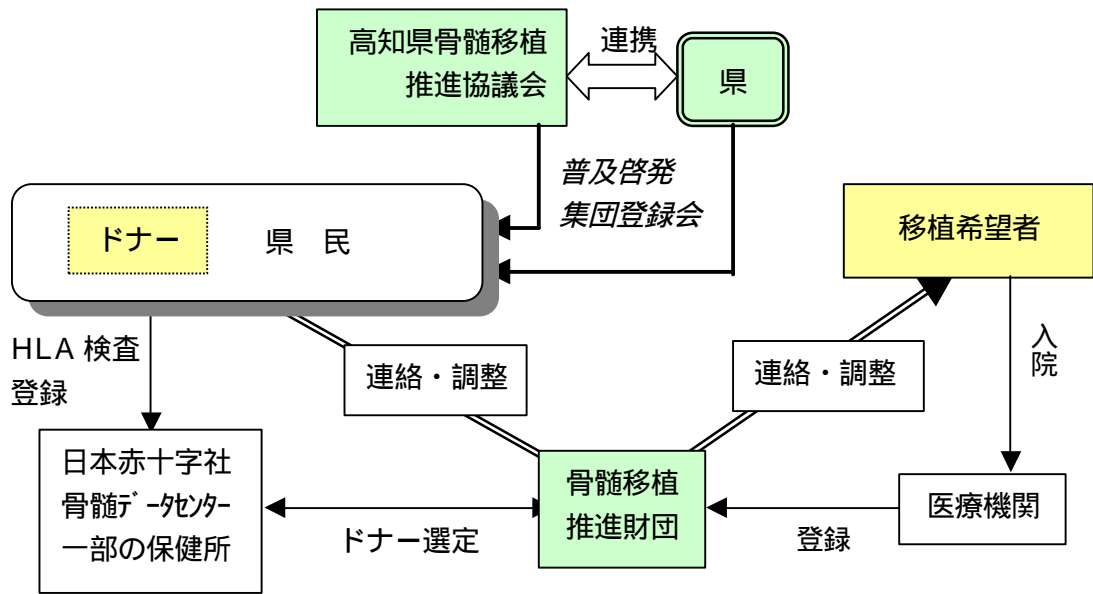 高知県骨髄移植
推進協議会
連携
県
普及啓発
集団登録会
ドナー
県 民
移植希望者
HLA 検査
登録
連絡・調整
連絡・調整
入院
日本赤十字社
骨髄ﾃﾞｰﾀｾﾝﾀｰ
一部の保健所
ドナー選定
骨髄移植
推進財団
登録
医療機関